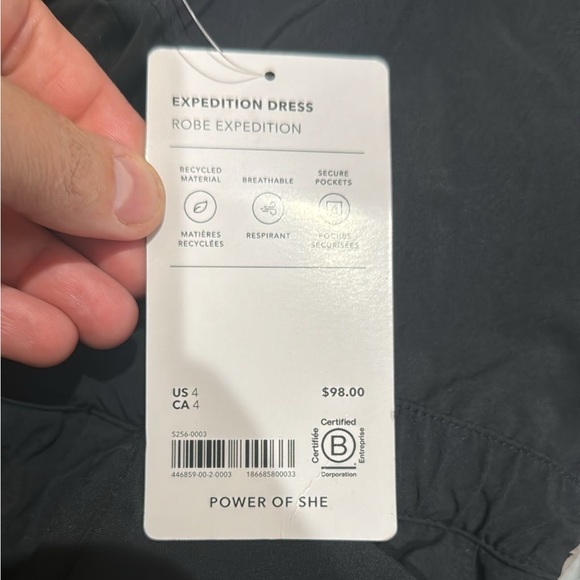 EXPEDITION DRESS
ROBE EXPEDITION
RECYCLED MATERIAL
BREATHABLE
SECURE POCKETS
MATIÈRES RECYCLÉES
RESPIRANT
POCHES SÉCURISÉES
US 4
CA 4
$98.00
S256-0003
446859-00-2-0003 186685800033
Certified
Certifiée
B
Entreprise
Corporation
POWER OF SHE